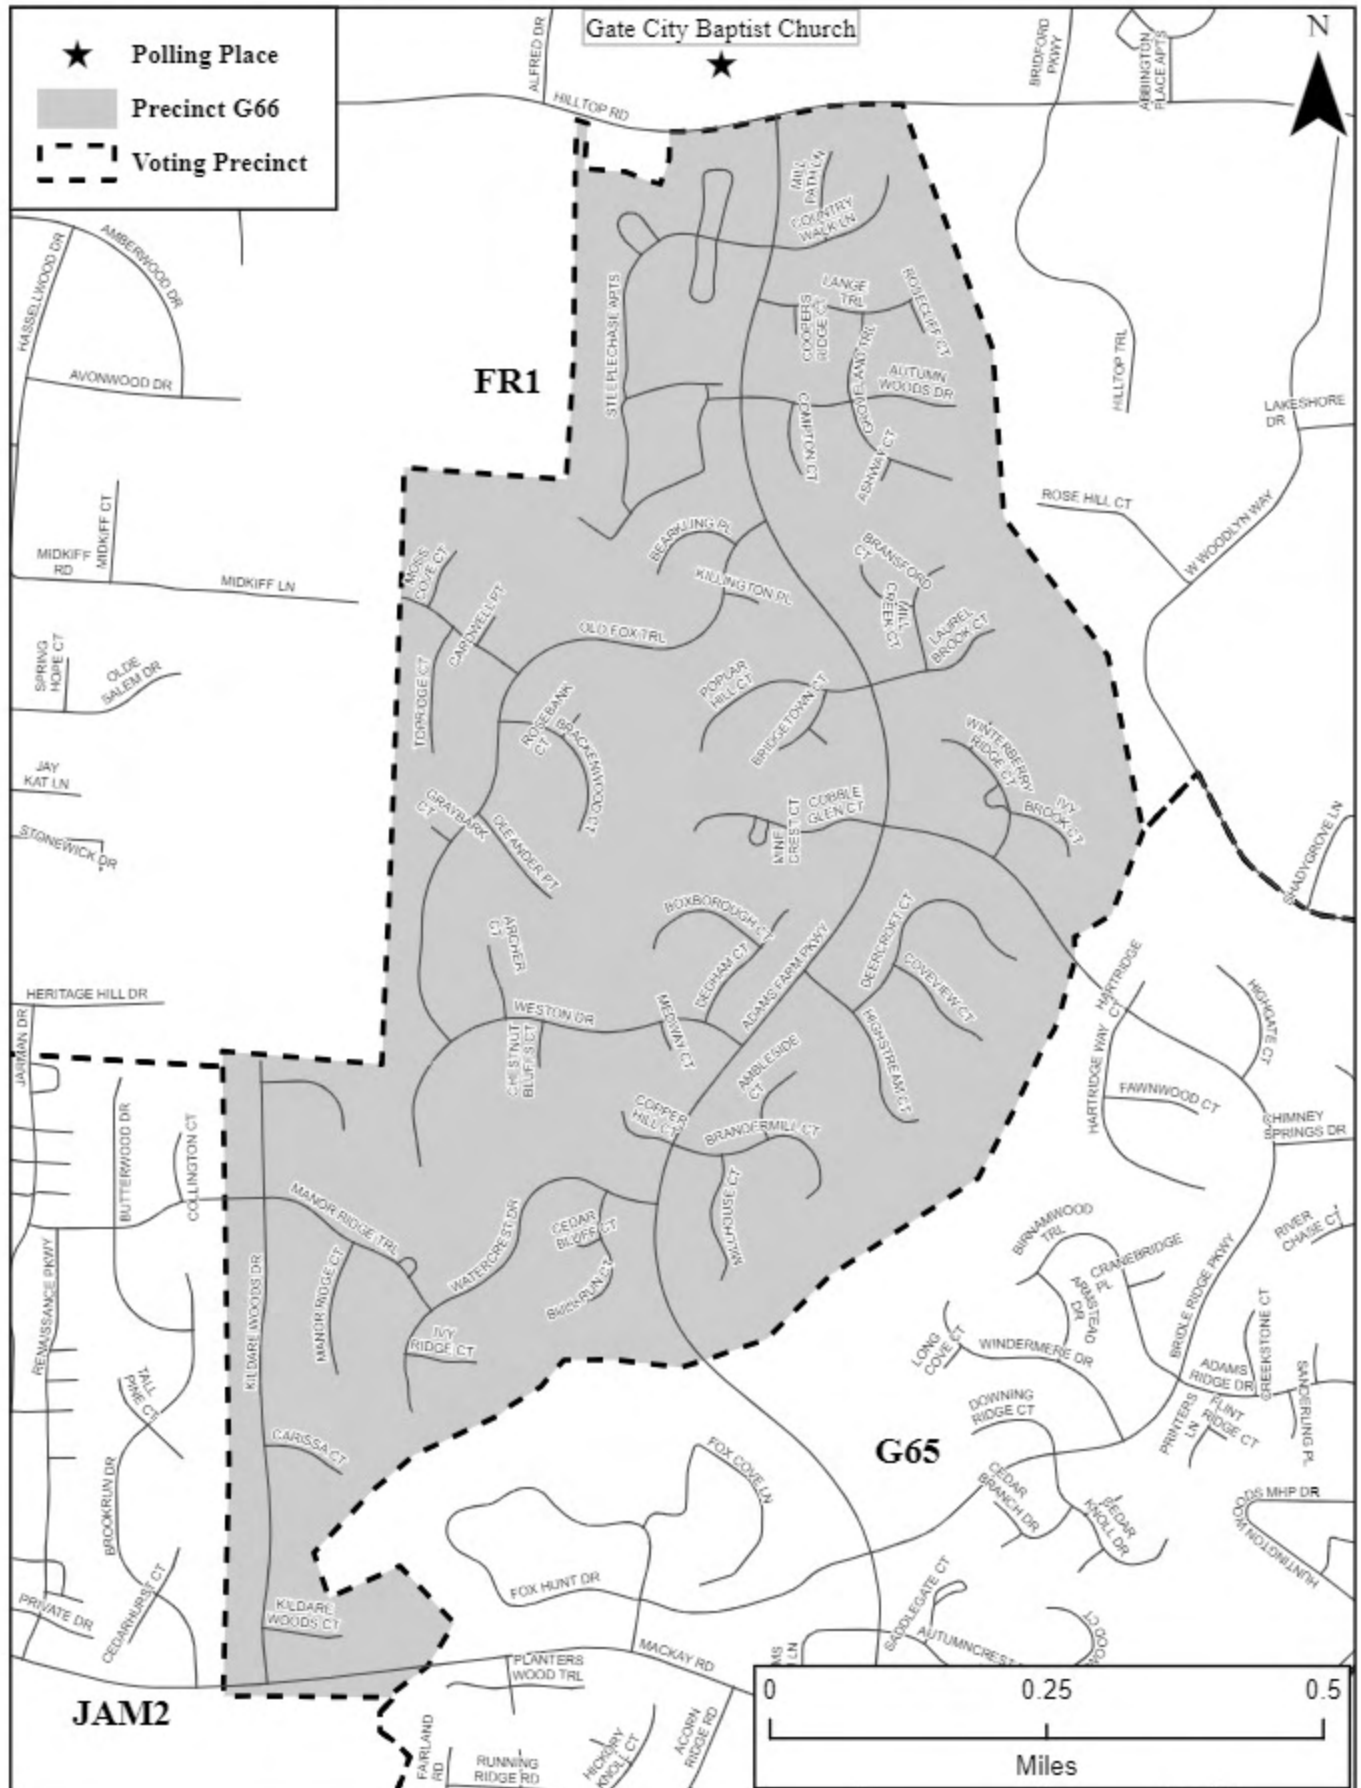 Gate City Baptist Church
N
Polling Place
Precinct G66
Voting Precinct
ALFRED DR
HILLTOP RD
BRIDFORD
PKWY
ABBINGTON
PLACE APTS
HASSELLWOOD DR
AMBERWOOD DR
AVONWOOD DR
MILL
PATH LN
COUNTRY
WALK LN
STEEPLECHASE APTS
LANGE
TRL
COOPERS
RIDGE CT
ROSECLIFF CT
GROVELAND TRL
AUTUMN
WOODS DR
COMPTON CT
ASHWAY CT
HILLTOP TRL
LAKESHORE
DR
FR1
ROSE HILL CT
W WOODLYN WAY
MIDKIFF
RD
MIDKIFF CT
MIDKIFF LN
MOSS
COVE CT
CARDWELL PT
TOPRIDGE CT
BEARKLING PL
KILLINGTON PL
OLD FOX TRL
BRANSFORD
CT
MILL
CREEK CT
LAUREL
BROOK CT
SPRING
HOPE CT
OLDE
SALEM DR
POPLAR
HILL CT
BRIDGETOWN CT
ROSEBANK
CT
BRACKENWOOD CT
WINTERBERRY
RIDGE CT
IVY
BROOK CT
JAY
KAT LN
STONEWICK DR
GRAYBARK
CT
OLEANDER PT
COBBLE
GLEN CT
MINE
CREST CT
SHADYGROVE LN
BOXBOROUGH CT
DEDHAM CT
ADAMS FARM PKWY
DEERCROFT CT
COVEVIEW CT
HIGHSTREAM CT
ARCHER
CT
WESTON DR
MEDWAY CT
CHESTNUT
BLUFFS CT
HERITAGE HILL DR
JARMAN DR
HARTRIDGE
CT
HARTRIDGE WAY
HIGHGATE CT
FAWNWOOD CT
CHIMNEY
SPRINGS DR
AMBLESIDE
CT
COPPER
HILL CT
BRANDERMILL CT
MILLHOUSE CT
BUTTERWOOD DR
COLLINGTON CT
MANOR RIDGE TRL
MANOR RIDGE CT
KILDARE WOODS DR
WATERCREST DR
CEDAR
BLUFF CT
IVY
RIDGE CT
RENAISSANCE PKWY
BIRNAMWOOD
TRL
CRANEBRIDGE
PL
ARMSTEAD
DR
RIVER
CHASE CT
BRIDLE RIDGE PKWY
LONG
COVE CT
WINDERMERE DR
ADAMS
RIDGE DR
CREEKSTONE CT
SANDERLING PL
TALL
PINE CT
CARISSA CT
DOWNING
RIDGE CT
PRINTERS
LN
FLINT
RIDGE CT
G65
FOX COVE LN
CEDAR
BRANCH DR
CEDAR
KNOLL DR
BROOKRUN DR
HUNTINGTON WOODS MHP DR
FOX HUNT DR
SADDLEGATE CT
CEDARHURST CT
PRIVATE DR
KILDARE
WOODS CT
MACKAY RD
AUTUMNCREST
WOOD CT
LN
PLANTERS
WOOD TRL
JAM2
FAIRLAND
RD
RUNNING
RIDGE RD
HICKORY
KNOLL CT
ACORN
RIDGE RD
0 0.25 0.5
Miles